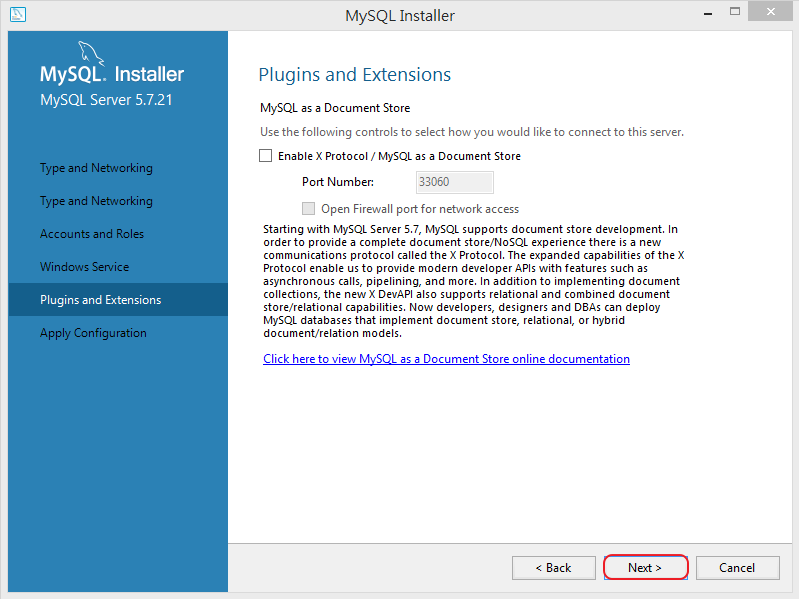 MySQL Installer
MySQL. Installer
MySQL Server 5.7.21
Type and Networking
Type and Networking
Accounts and Roles
Windows Service
Plugins and Extensions
Apply Configuration
Plugins and Extensions
MySQL as a Document Store
Use the following controls to select how you would like to connect to this server.
Enable X Protocol / MySQL as a Document Store
Port Number: 33060
Open Firewall port for network access
Starting with MySQL Server 5.7, MySQL supports document store development. In
order to provide a complete document store/NoSQL experience there is a new
communications protocol called the X Protocol. The expanded capabilities of the X
Protocol enable us to provide modern developer APIs with features such as
asynchronous calls, pipelining, and more. In addition to implementing document
collections, the new X DevAPI also supports relational and combined document
store/relational capabilities. Now developers, designers and DBAs can deploy
MySQL databases that implement document store, relational, or hybrid
document/relation models.
Click here to view MySQL as a Document Store online documentation
< Back Next > Cancel